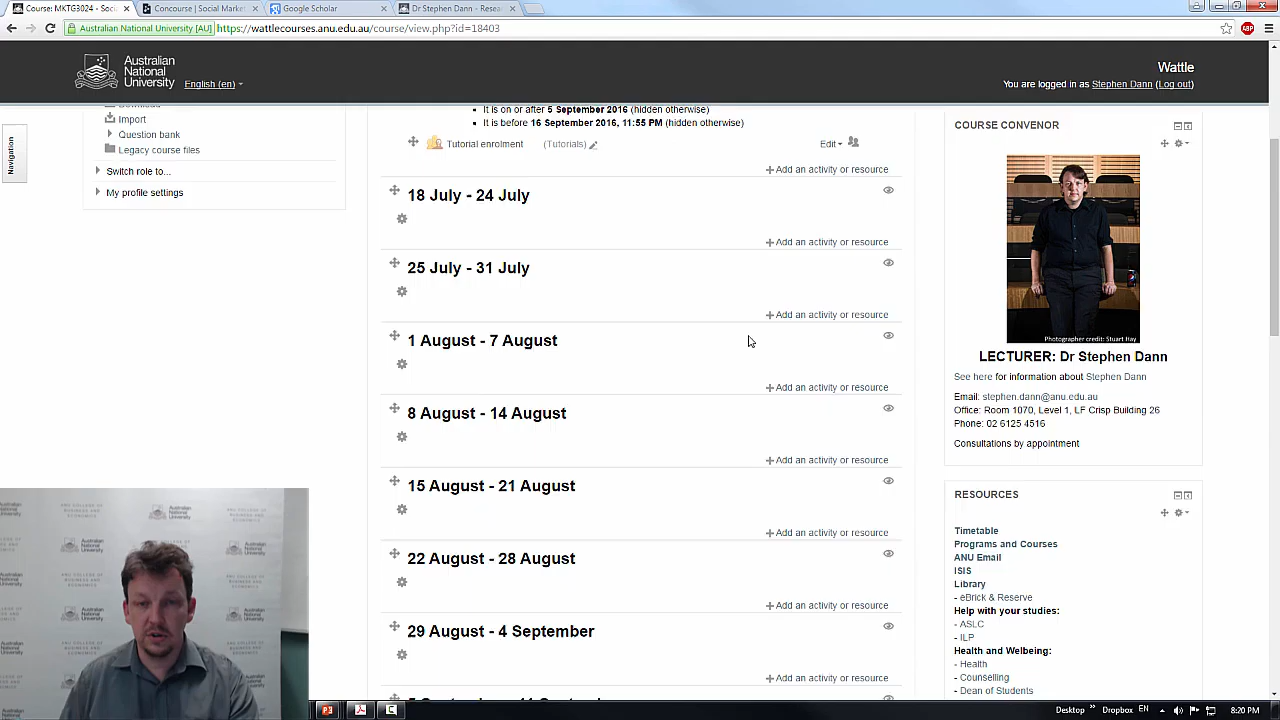 Course: MKTG3024 - Soci
Concourse | Social Market
Google Scholar
Dr Stephen Dann - Resea
Australian National University [AU]
https://wattlecourses.anu.edu.au/course/view.php?id=18403
ABP
Australian
National
University
English (en)
Wattle
You are logged in as Stephen Dann (Log out)
Navigation
Import
Question bank
Legacy course files
Switch role to...
My profile settings
It is on or after 5 September 2016 (hidden otherwise)
It is before 16 September 2016, 11:55 PM (hidden otherwise)
Tutorial enrolment (Tutorials)
Edit
Add an activity or resource
18 July - 24 July
Add an activity or resource
25 July - 31 July
Add an activity or resource
1 August - 7 August
Add an activity or resource
8 August - 14 August
Add an activity or resource
15 August - 21 August
Add an activity or resource
22 August - 28 August
Add an activity or resource
29 August - 4 September
Add an activity or resource
COURSE CONVENOR
Photographer credit: Stuart Hay
LECTURER: Dr Stephen Dann
See here for information about Stephen Dann
Email: stephen.dann@anu.edu.au
Office: Room 1070, Level 1, LF Crisp Building 26
Phone: 02 6125 4516
Consultations by appointment
RESOURCES
Timetable
Programs and Courses
ANU Email
ISIS
Library
- eBrick & Reserve
Help with your studies:
- ASLC
- ILP
Health and Wellbeing:
- Health
- Counselling
- Dean of Students
Desktop
Dropbox
EN
8:20 PM